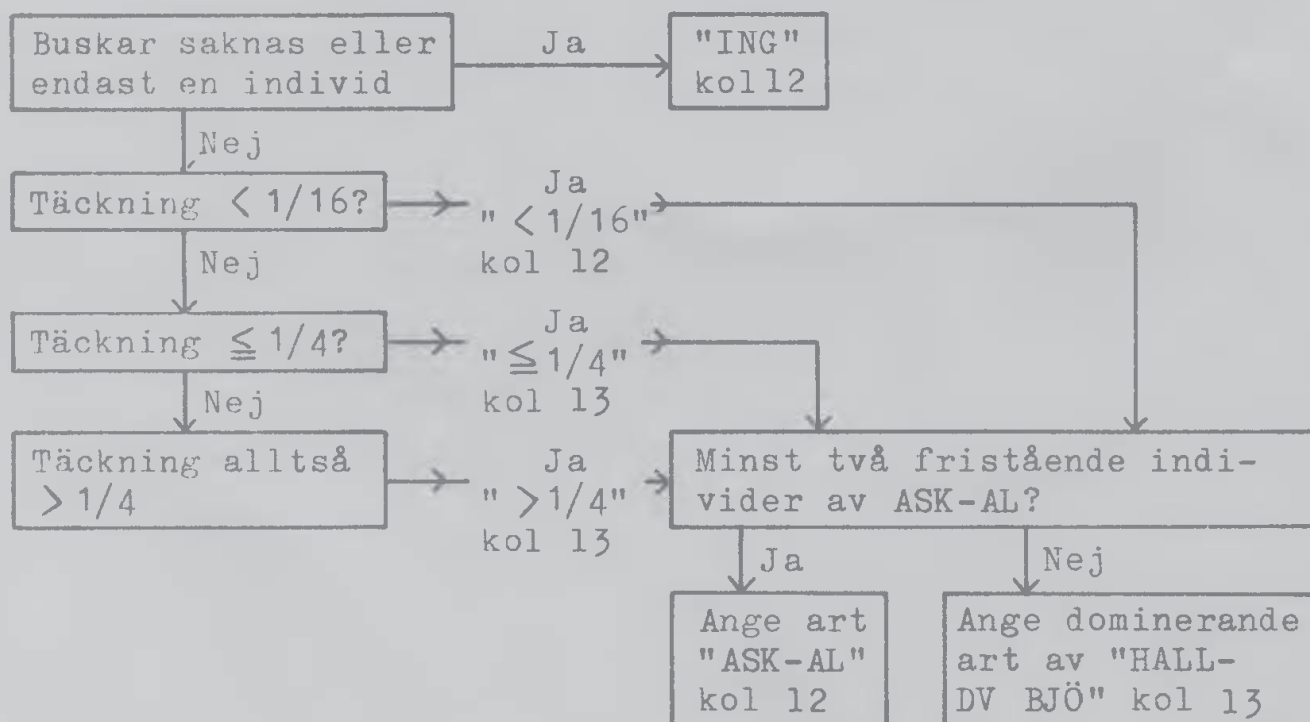 Buskar saknas eller
endast en individ
Ja
"ING"
kol12
Nej
Täckning < 1/16?
Ja
" < 1/16"
kol 12
Nej
Täckning ≦ 1/4?
Ja
"≦ 1/4"
kol 13
Nej
Täckning alltså
> 1/4
Ja
" > 1/4"
kol 13
Minst två fristående indi-
vider av ASK-AL?
Ja
Nej
Ange art
"ASK-AL"
kol 12
Ange dominerande
art av "HALL-
DV BJÖ" kol 13